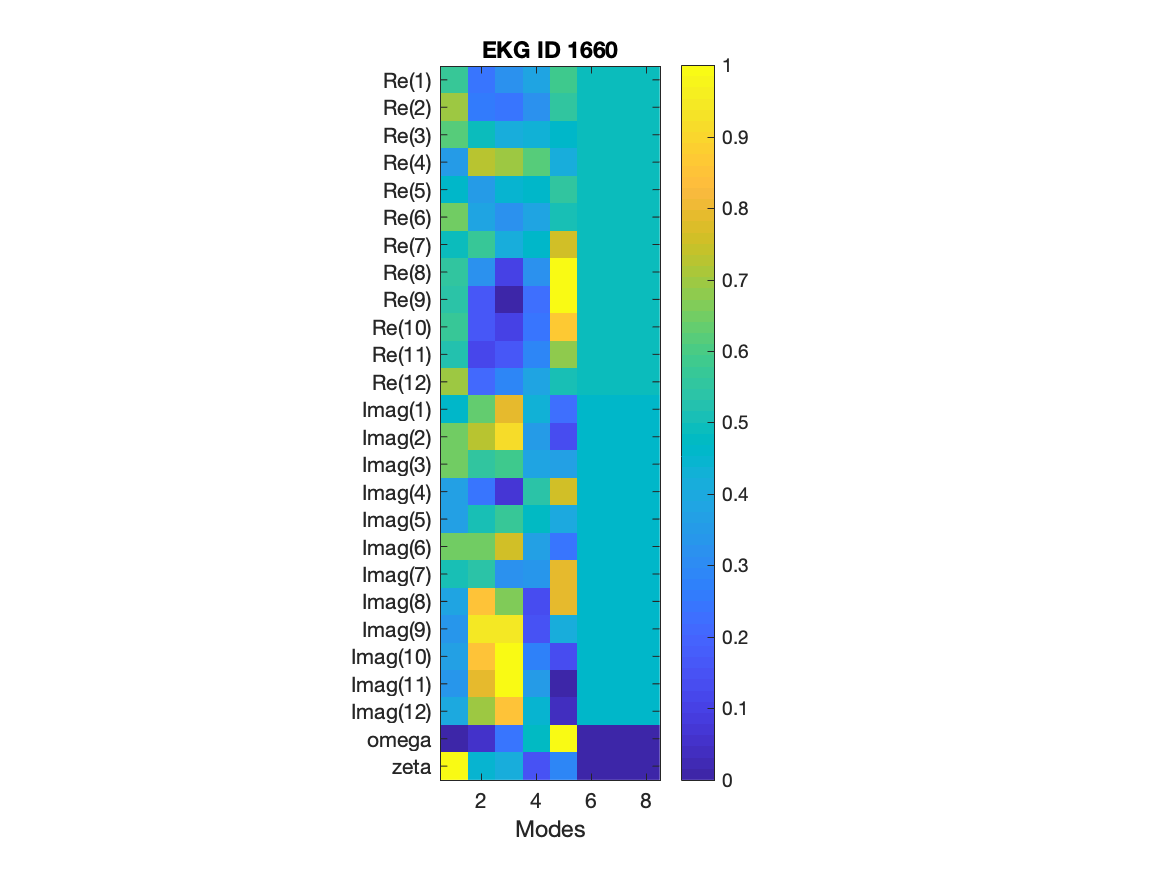 EKG ID 1660
Re(1)
Re(2)
Re(3)
Re(4)
Re(5)
Re(6)
Re(7)
Re(8)
Re(9)
Re(10)
Re(11)
Re(12)
Imag(1)
Imag(2)
Imag(3)
Imag(4)
Imag(5)
Imag(6)
Imag(7)
Imag(8)
Imag(9)
Imag(10)
Imag(11)
Imag(12)
omega
zeta
2 4 6 8
Modes
1
0.9
0.8
0.7
0.6
0.5
0.4
0.3
0.2
0.1
0